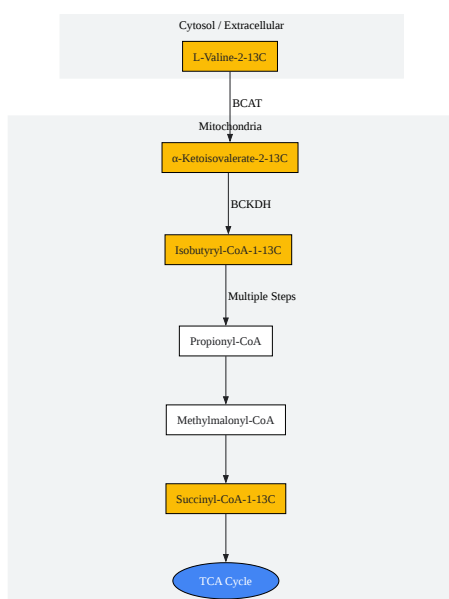 Cytosol / Extracellular
L-Valine-2-13C
BCAT
Mitochondria
α-Ketoisovalerate-2-13C
BCKDH
Isobutyryl-CoA-1-13C
Multiple Steps
Propionyl-CoA
Methylmalonyl-CoA
Succinyl-CoA-1-13C
TCA Cycle